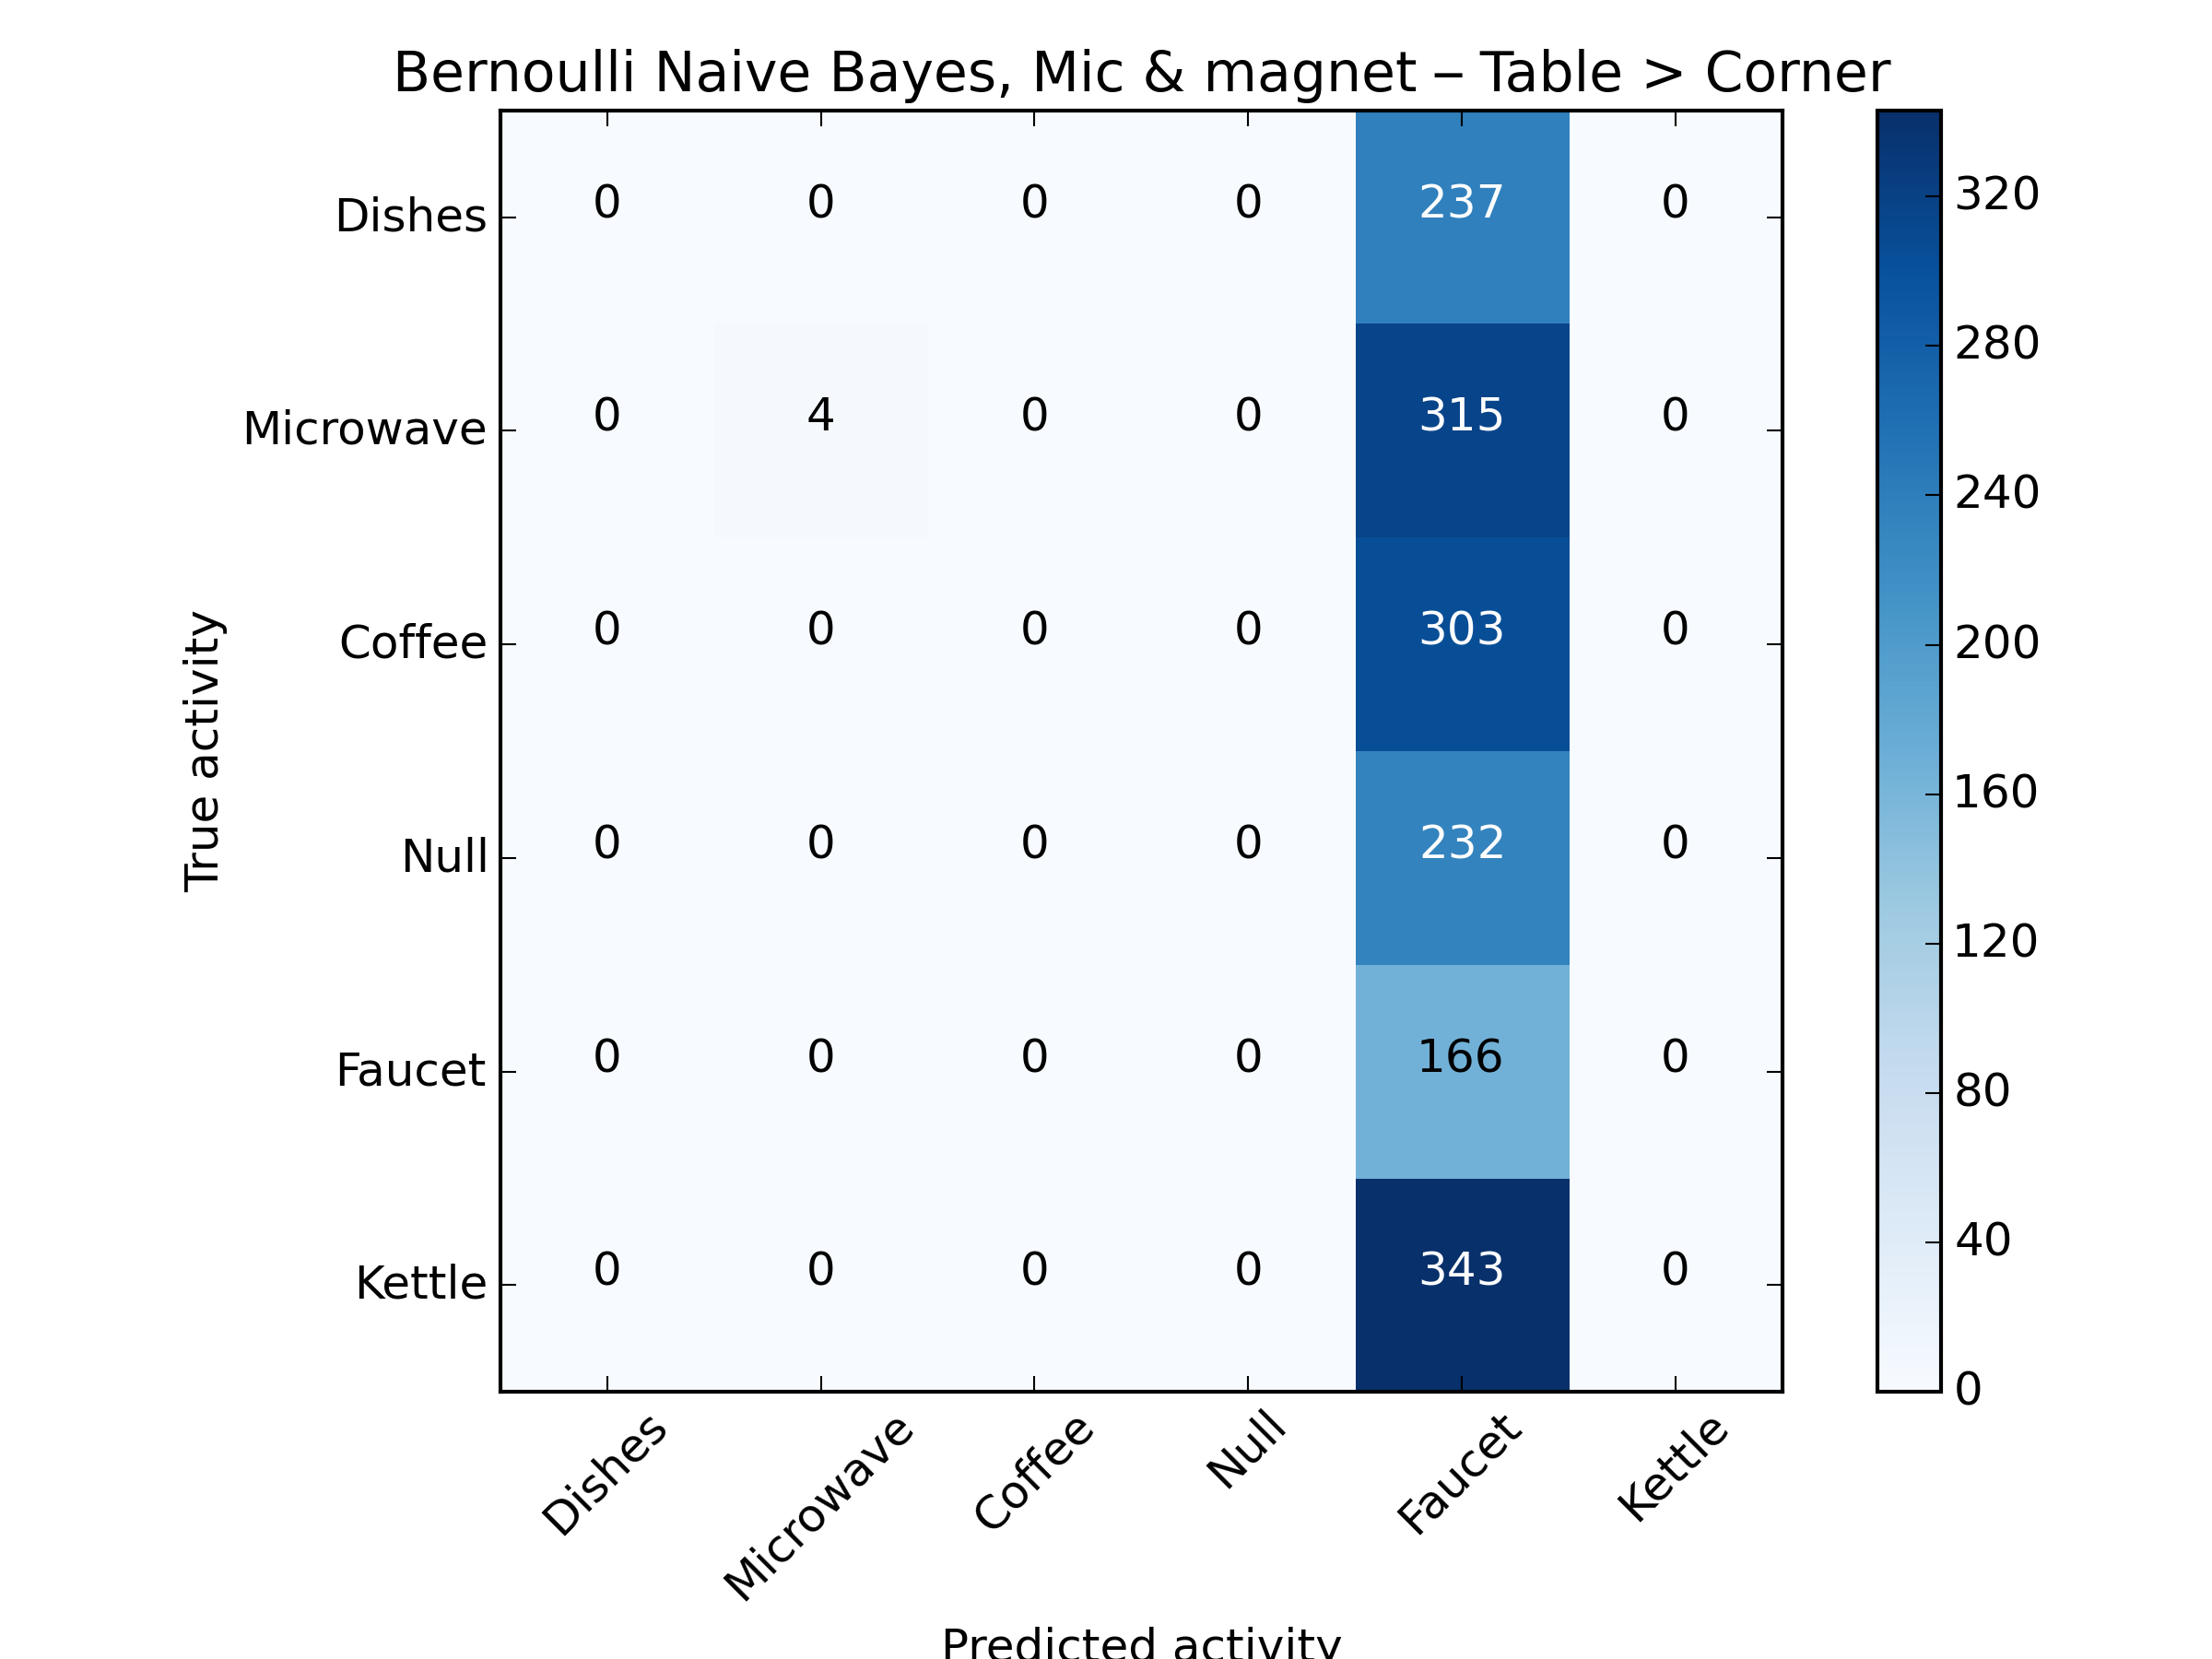 Bernoulli Naive Bayes, Mic & magnet – Table > Corner
Dishes 0 0 0 0 237 0
Microwave 0 4 0 0 315 0
Coffee 0 0 0 0 303 0
Null 0 0 0 0 232 0
Faucet 0 0 0 0 166 0
Kettle 0 0 0 0 343 0
True activity
Dishes Microwave Coffee Null Faucet Kettle
Predicted activity
320
280
240
200
160
120
80
40
0